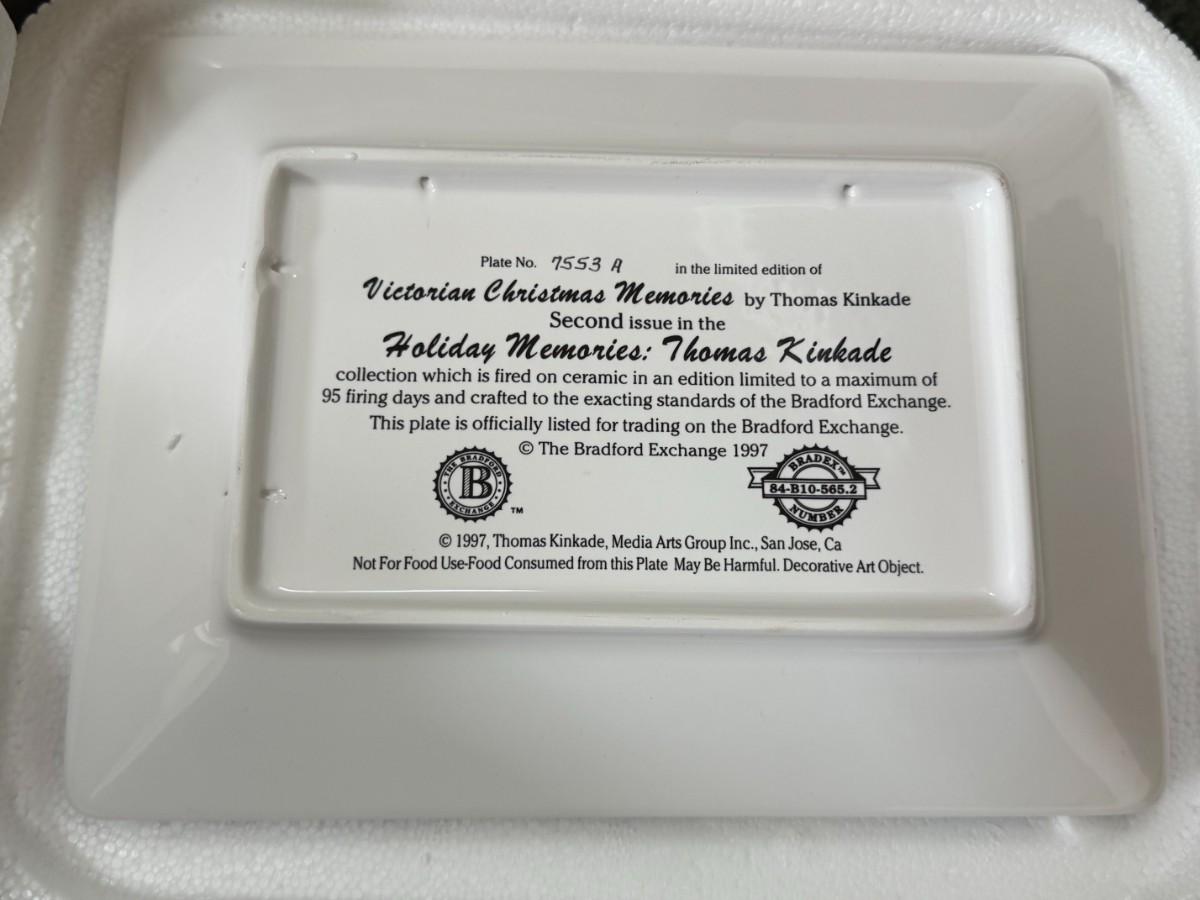 Plate No. 7553 A in the limited edition of
Victorian Christmas Memories by Thomas Kinkade
Second issue in the
Holiday Memories: Thomas Kinkade
collection which is fired on ceramic in an edition limited to a maximum of
95 firing days and crafted to the exacting standards of the Bradford Exchange.
This plate is officially listed for trading on the Bradford Exchange.
© The Bradford Exchange 1997
THE BRADFORD
B
EXCHANGE
TM
BRADEX™
84-B10-565.2
NUMBER
© 1997, Thomas Kinkade, Media Arts Group Inc., San Jose, Ca
Not For Food Use-Food Consumed from this Plate May Be Harmful. Decorative Art Object.